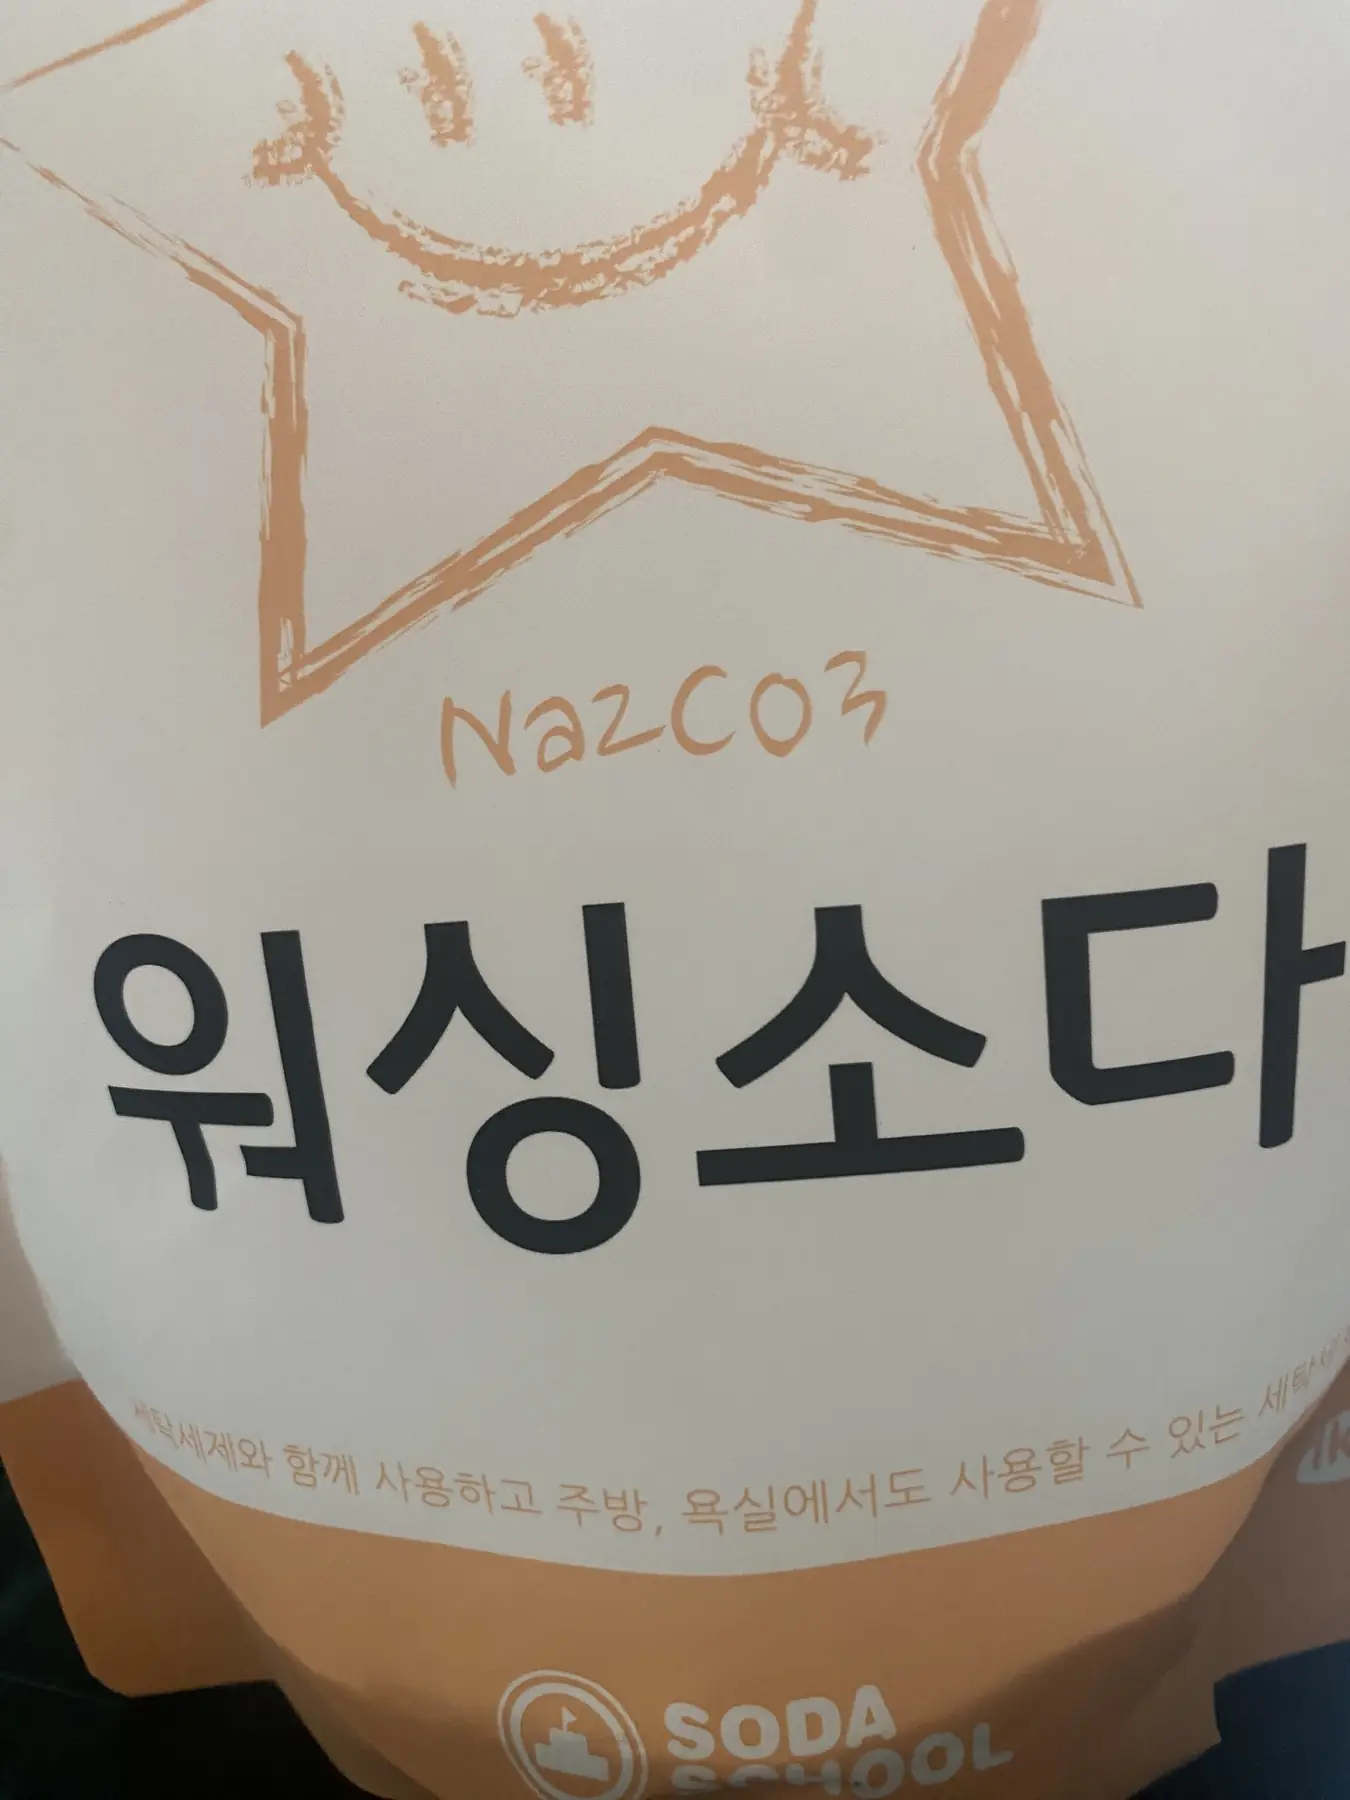 Na2CO3
워싱소다
세탁세제와 함께 사용하고 주방, 욕실에서도 사용할 수 있는
SODA
SCHOOL